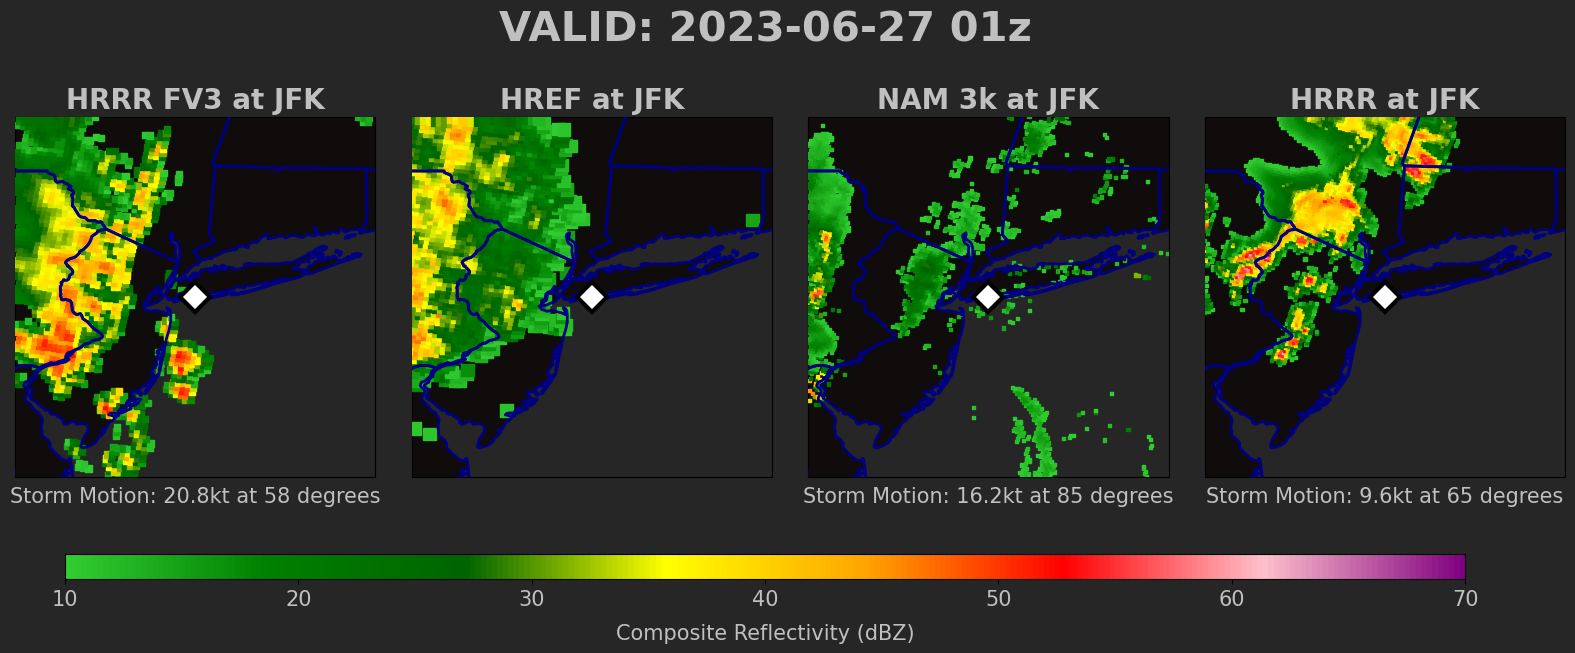 VALID: 2023-06-27 01z
HRRR FV3 at JFK
HREF at JFK
NAM 3k at JFK
HRRR at JFK
Storm Motion: 20.8kt at 58 degrees
Storm Motion: 16.2kt at 85 degrees
Storm Motion: 9.6kt at 65 degrees
10 20 30 40 50 60 70
Composite Reflectivity (dBZ)